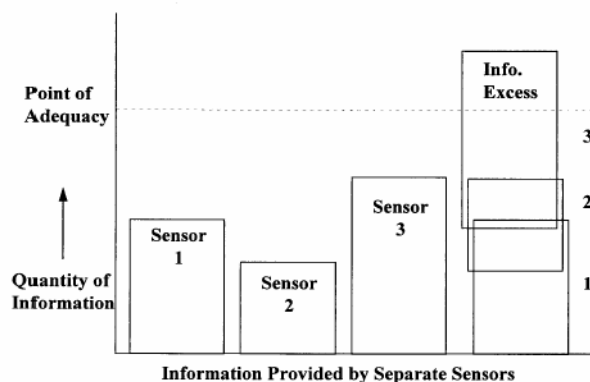 Info.
Excess
Point of
Adequacy
3
Sensor
3
2
Sensor
1
Quantity of
Information
Sensor
2
1
Information Provided by Separate Sensors